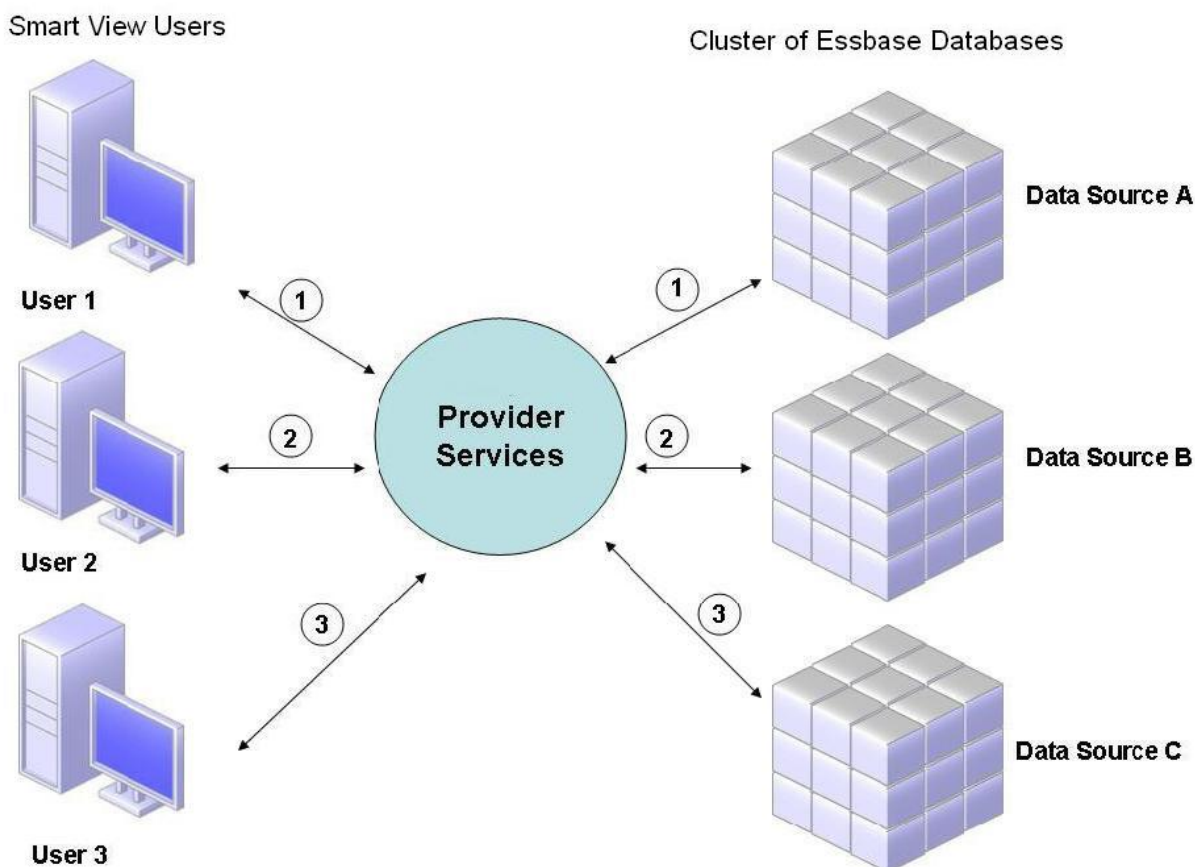 Smart View Users
Cluster of Essbase Databases
User 1
1
1
Data Source A
Provider
Services
User 2
2
2
Data Source B
User 3
3
3
Data Source C